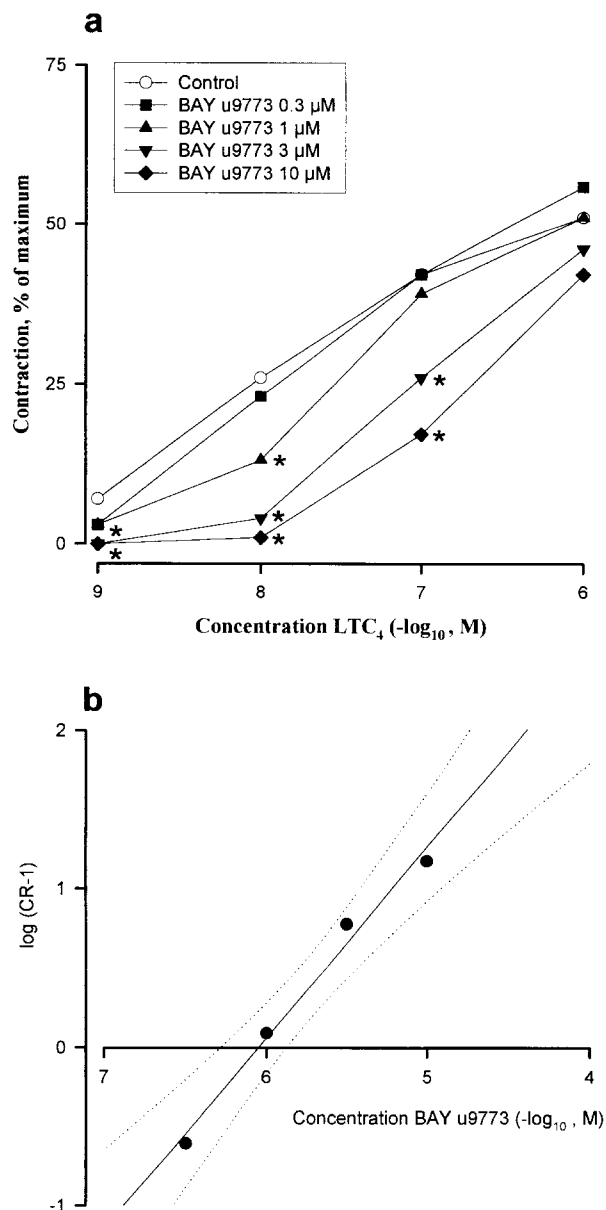 a
Control
BAY u9773 0.3 µM
BAY u9773 1 µM
BAY u9773 3 µM
BAY u9773 10 µM
75
50
25
0
Contraction, % of maximum
* * * * * * *
9 8 7 6
Concentration LTC₄ (-log₁₀, M)
b
2
1
0
-1
log (CR-1)
7 6 5 4
Concentration BAY u9773 (-log₁₀, M)